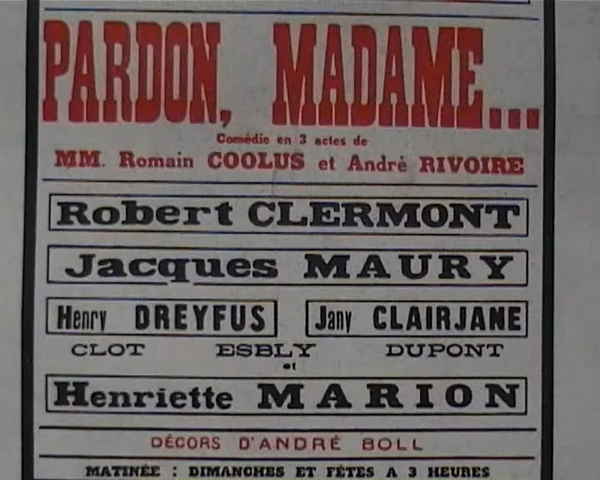 PARDON, MADAME...
Comédie en 3 actes de
MM. Romain COOLUS et André RIVOIRE
Robert CLERMONT
Jacques MAURY
Henry DREYFUS Jany CLAIRJANE
CLOT ESBLY DUPONT
et
Henriette MARION
DÉCORS D'ANDRÉ BOLL
MATINÉE : DIMANCHES ET FÉTES A 3 HEURES